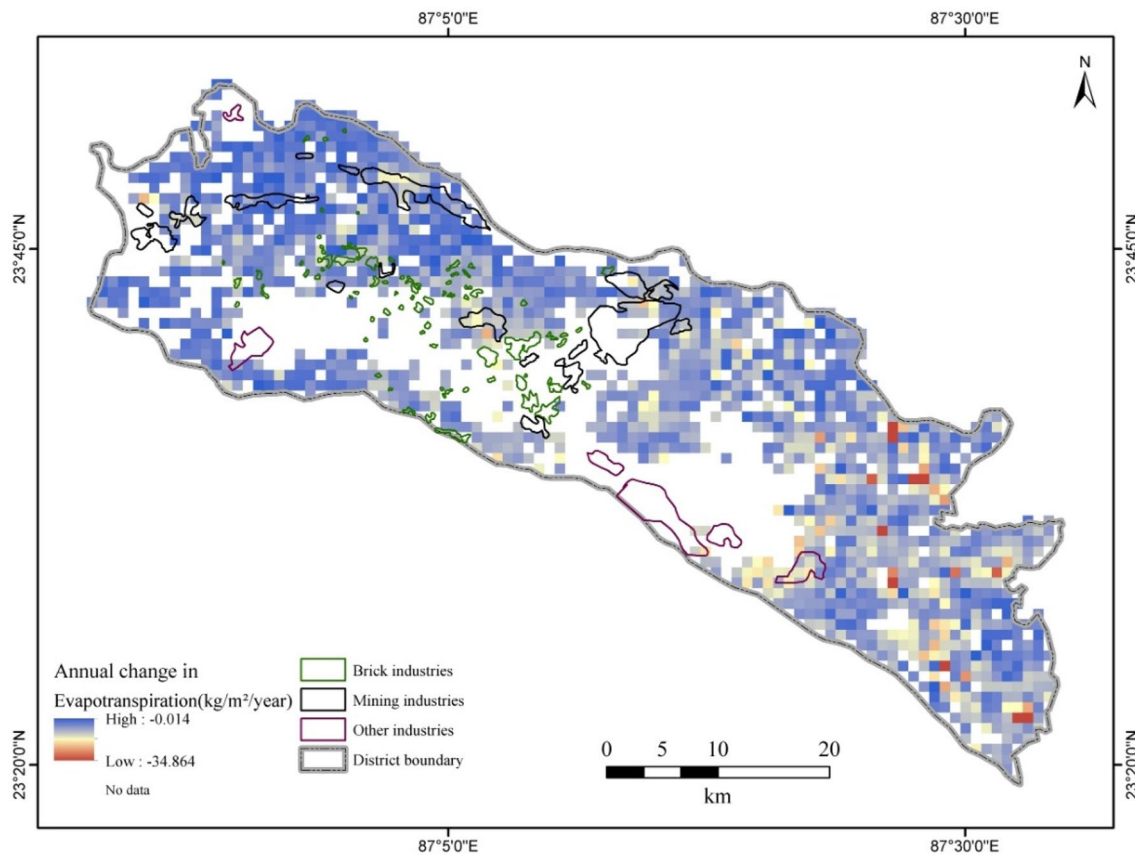 87°5'0"E 87°30'0"E
N
23°45'0"N 23°45'0"N
Annual change in
Evapotranspiration(kg/m²/year)
High : -0.014
Low : -34.864
No data
Brick industries
Mining industries
Other industries
District boundary
0 5 10 20
km
23°20'0"N 23°20'0"N
87°5'0"E 87°30'0"E